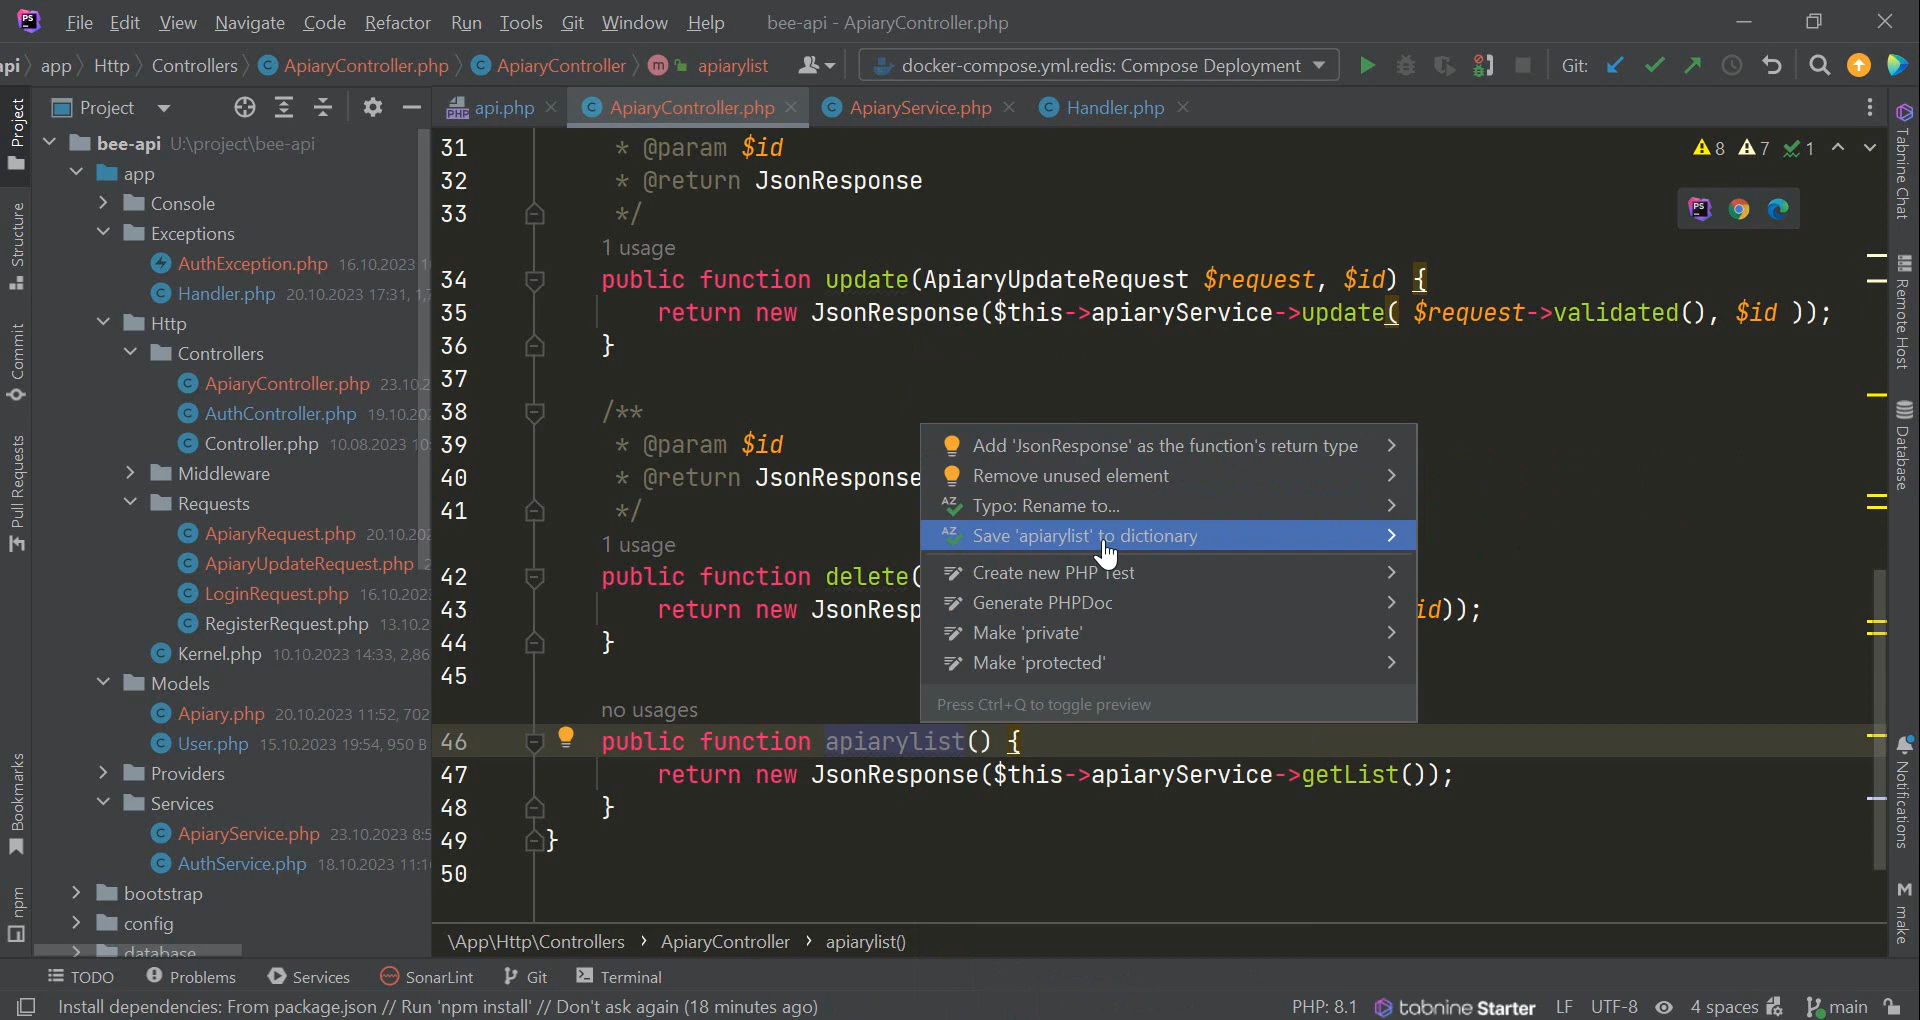 PS File Edit View Navigate Code Refactor Run Tools Git Window Help bee-api - ApiaryController.php
api app Http Controllers C ApiaryController.php C ApiaryController m apiarylist docker-compose.yml.redis: Compose Deployment Git:
Project
api.php ApiaryController.php ApiaryService.php Handler.php
Project
Structure
Commit
Pull Requests
Bookmarks
npm
bee-api U:\project\bee-api
app
Console
Exceptions
AuthException.php 16.10.2023 1
Handler.php 20.10.2023 17:31, 1,7
Http
Controllers
ApiaryController.php 23.10.2
AuthController.php 19.10.20
Controller.php 10.08.2023 10
Middleware
Requests
ApiaryRequest.php 20.10.20
ApiaryUpdateRequest.php 2
LoginRequest.php 16.10.202
RegisterRequest.php 13.10.2
Kernel.php 10.10.2023 14:33, 2,86
Models
Apiary.php 20.10.2023 11:52, 702
User.php 15.10.2023 19:54, 950 B
Providers
Services
ApiaryService.php 23.10.2023 8:5
AuthService.php 18.10.2023 11:1
bootstrap
config
database
8 7 1
31 * @param $id
32 * @return JsonResponse
33 */
1 usage
34 public function update(ApiaryUpdateRequest $request, $id) {
35 return new JsonResponse($this->apiaryService->update( $request->validated(), $id ));
36 }
37
38 /**
39 * @param $id
40 * @return JsonResponse
41 */
1 usage
42 public function delete(
43 return new JsonResp id));
44 }
45
no usages
46 public function apiarylist() {
47 return new JsonResponse($this->apiaryService->getList());
48 }
49 }
50
Add 'JsonResponse' as the function's return type
Remove unused element
Typo: Rename to...
Save 'apiarylist' to dictionary
Create new PHP Test
Generate PHPDoc
Make 'private'
Make 'protected'
Press Ctrl+Q to toggle preview
Tabnine Chat
Remote Host
Database
Notifications
make
\App\Http\Controllers › ApiaryController › apiarylist()
TODO Problems Services SonarLint Git Terminal
Install dependencies: From package.json // Run 'npm install' // Don't ask again (18 minutes ago) PHP: 8.1 tabnine Starter LF UTF-8 4 spaces main